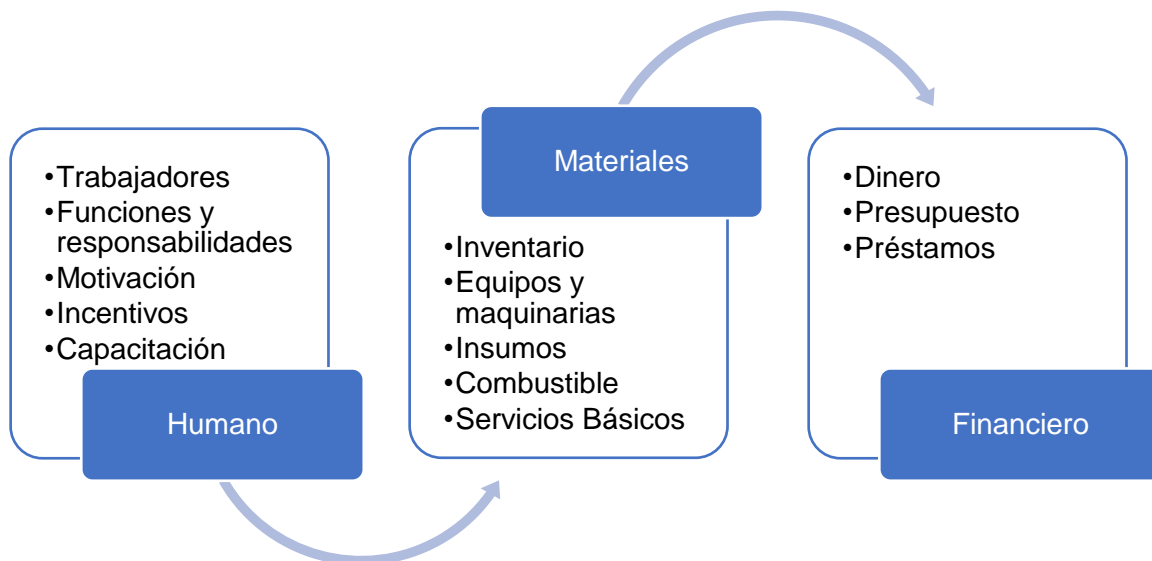 •Trabajadores
•Funciones y
responsabilidades
•Motivación
•Incentivos
•Capacitación
Humano
Materiales
•Inventario
•Equipos y
maquinarias
•Insumos
•Combustible
•Servicios Básicos
•Dinero
•Presupuesto
•Préstamos
Financiero